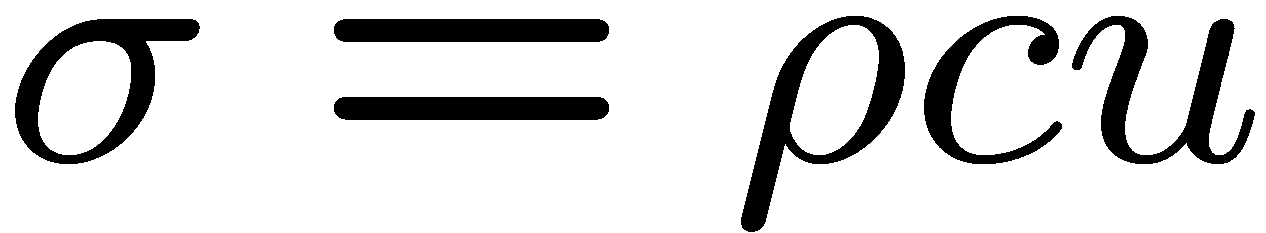 σ = ρcu